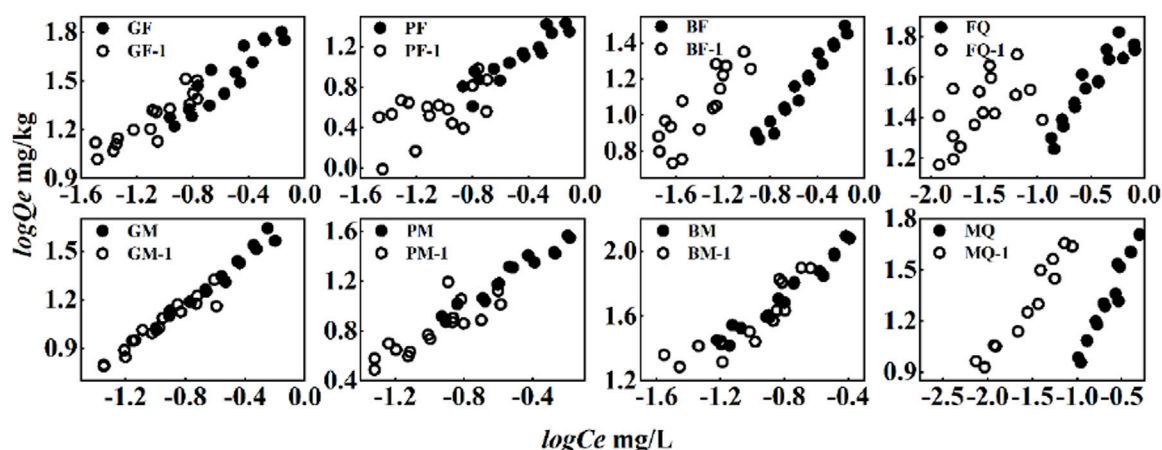 logQe mg/kg
1.8
1.5
1.2
0.9
GF
GF-1
-1.6 -1.2 -0.8 -0.4 0.0
1.2
0.8
0.4
0.0
PF
PF-1
-1.6 -1.2 -0.8 -0.4 0.0
1.4
1.2
1.0
0.8
BF
BF-1
-2.0 -1.6 -1.2 -0.8 -0.4 0.0
1.8
1.6
1.4
1.2
FQ
FQ-1
-2.0 -1.5 -1.0 -0.5 0.0
1.5
1.2
0.9
GM
GM-1
-1.2 -0.8 -0.4 0.0
1.6
1.2
0.8
0.4
PM
PM-1
-1.2 -0.8 -0.4
2.0
1.6
1.2
BM
BM-1
-1.6 -1.2 -0.8 -0.4
1.8
1.5
1.2
0.9
MQ
MQ-1
-2.5 -2.0 -1.5 -1.0 -0.5
logCe mg/L